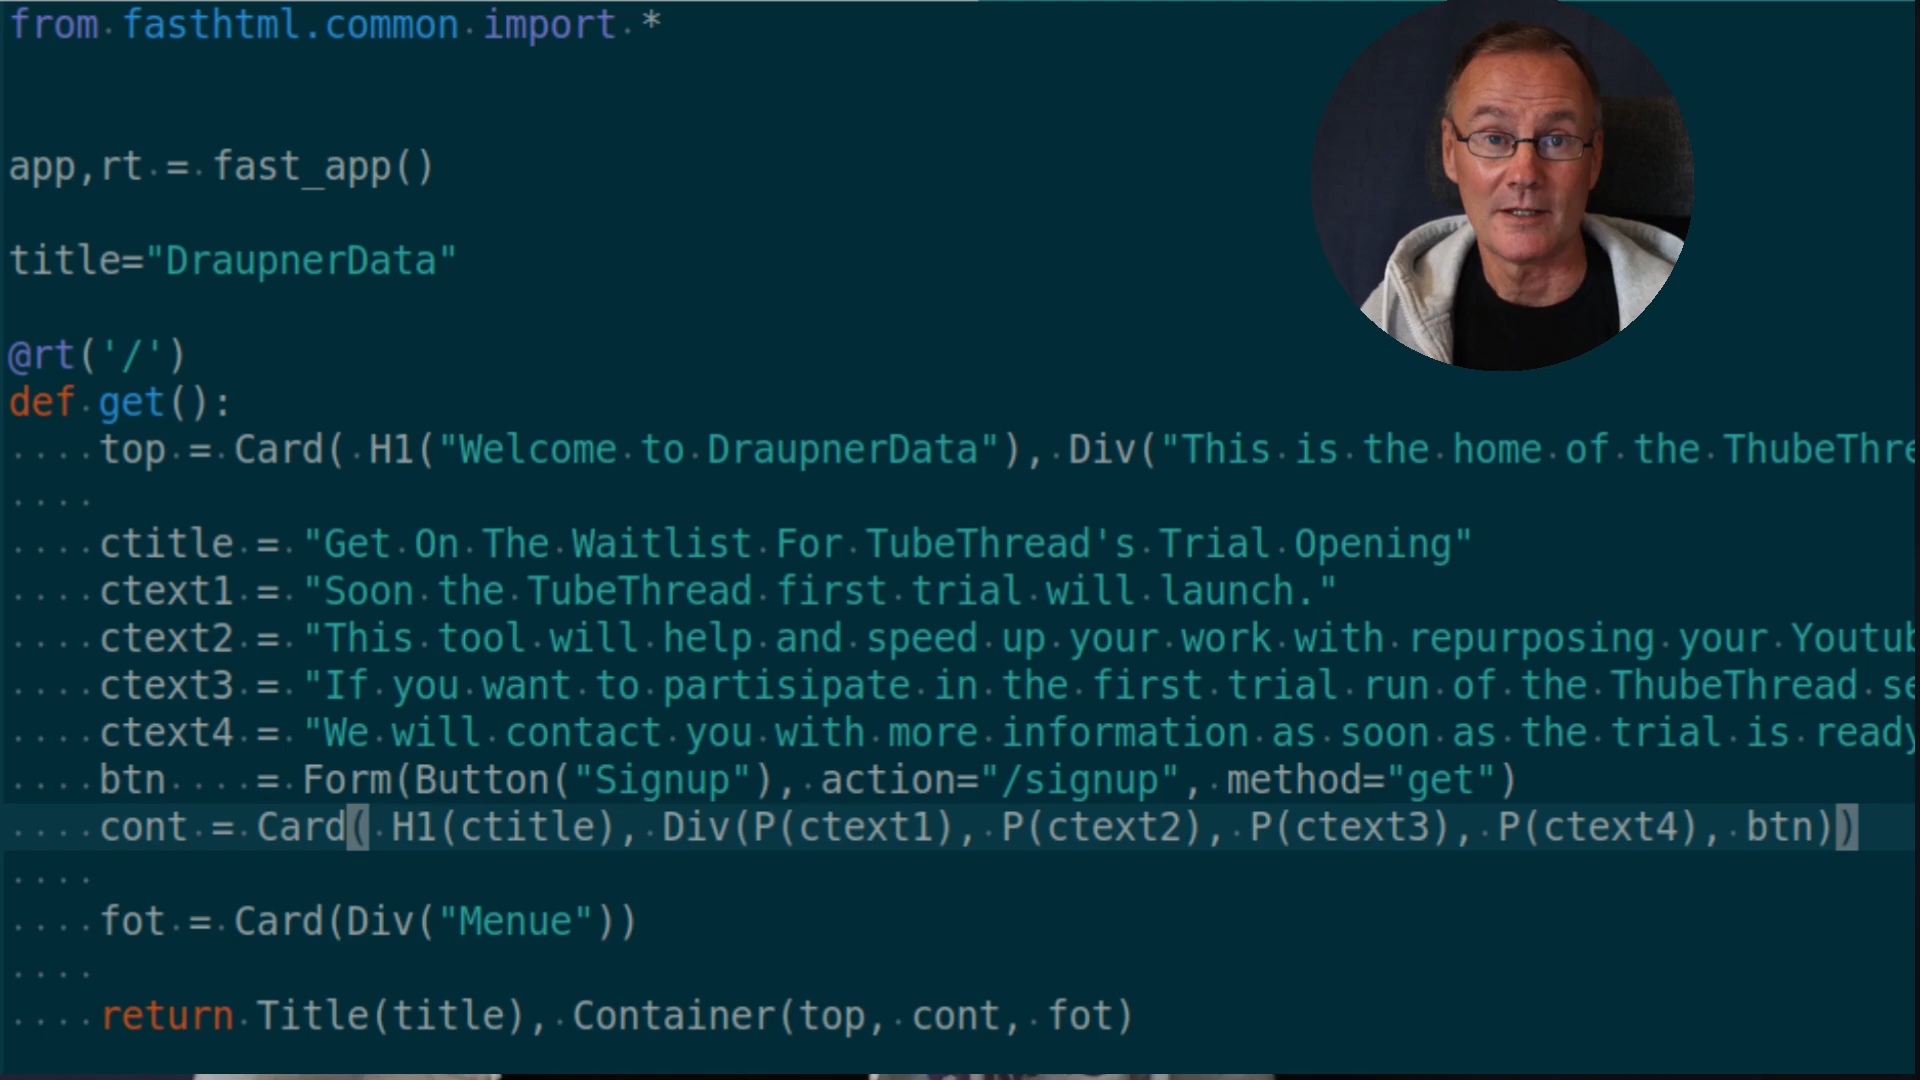 from fasthtml.common import *
app,rt = fast_app()
title="DraupnerData"
@rt('/')
def get():
top = Card( H1("Welcome to DraupnerData"), Div("This is the home of the ThubeThre
ctitle = "Get On The Waitlist For TubeThread's Trial Opening"
ctext1 = "Soon the TubeThread first trial will launch."
ctext2 = "This tool will help and speed up your work with repurposing your Youtub
ctext3 = "If you want to partisipate in the first trial run of the ThubeThread se
ctext4 = "We will contact you with more information as soon as the trial is ready
btn = Form(Button("Signup"), action="/signup", method="get")
cont = Card( H1(ctitle), Div(P(ctext1), P(ctext2), P(ctext3), P(ctext4), btn))
fot = Card(Div("Menue"))
return Title(title), Container(top, cont, fot)